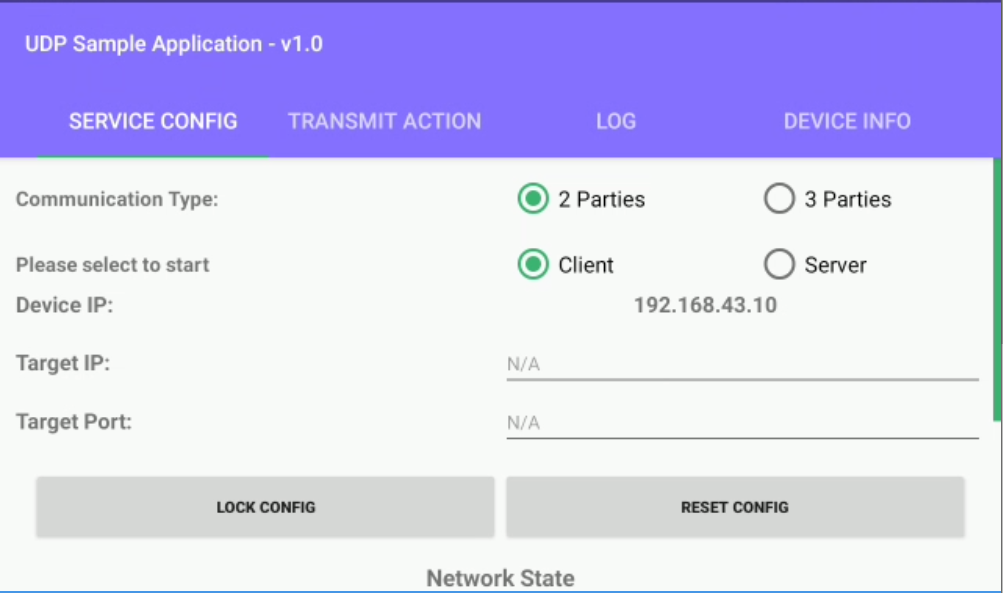 UDP Sample Application - v1.0
SERVICE CONFIG TRANSMIT ACTION LOG DEVICE INFO
Communication Type: 2 Parties 3 Parties
Please select to start Client Server
Device IP: 192.168.43.10
Target IP: N/A
Target Port: N/A
LOCK CONFIG RESET CONFIG
Network State